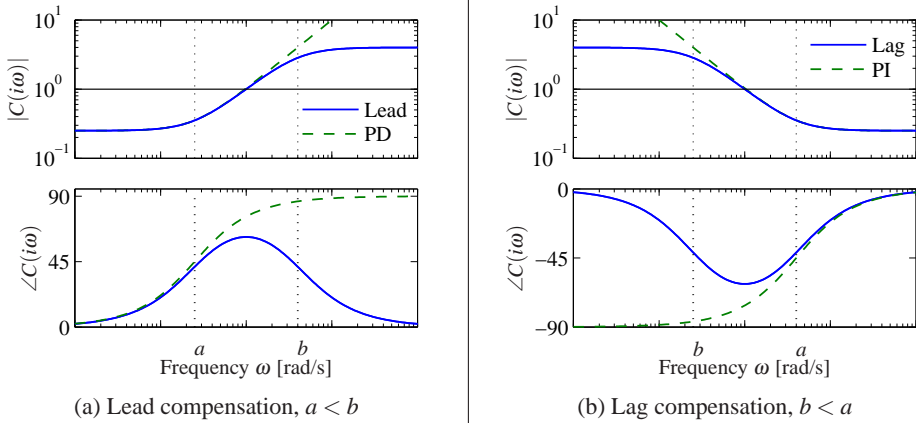 10^1
10^0
10^{-1}
|C(iω)|
Lead
PD
90
45
0
∠C(iω)
a
b
Frequency ω [rad/s]
(a) Lead compensation, a < b
10^1
10^0
10^{-1}
|C(iω)|
Lag
PI
0
−45
−90
∠C(iω)
b
a
Frequency ω [rad/s]
(b) Lag compensation, b < a